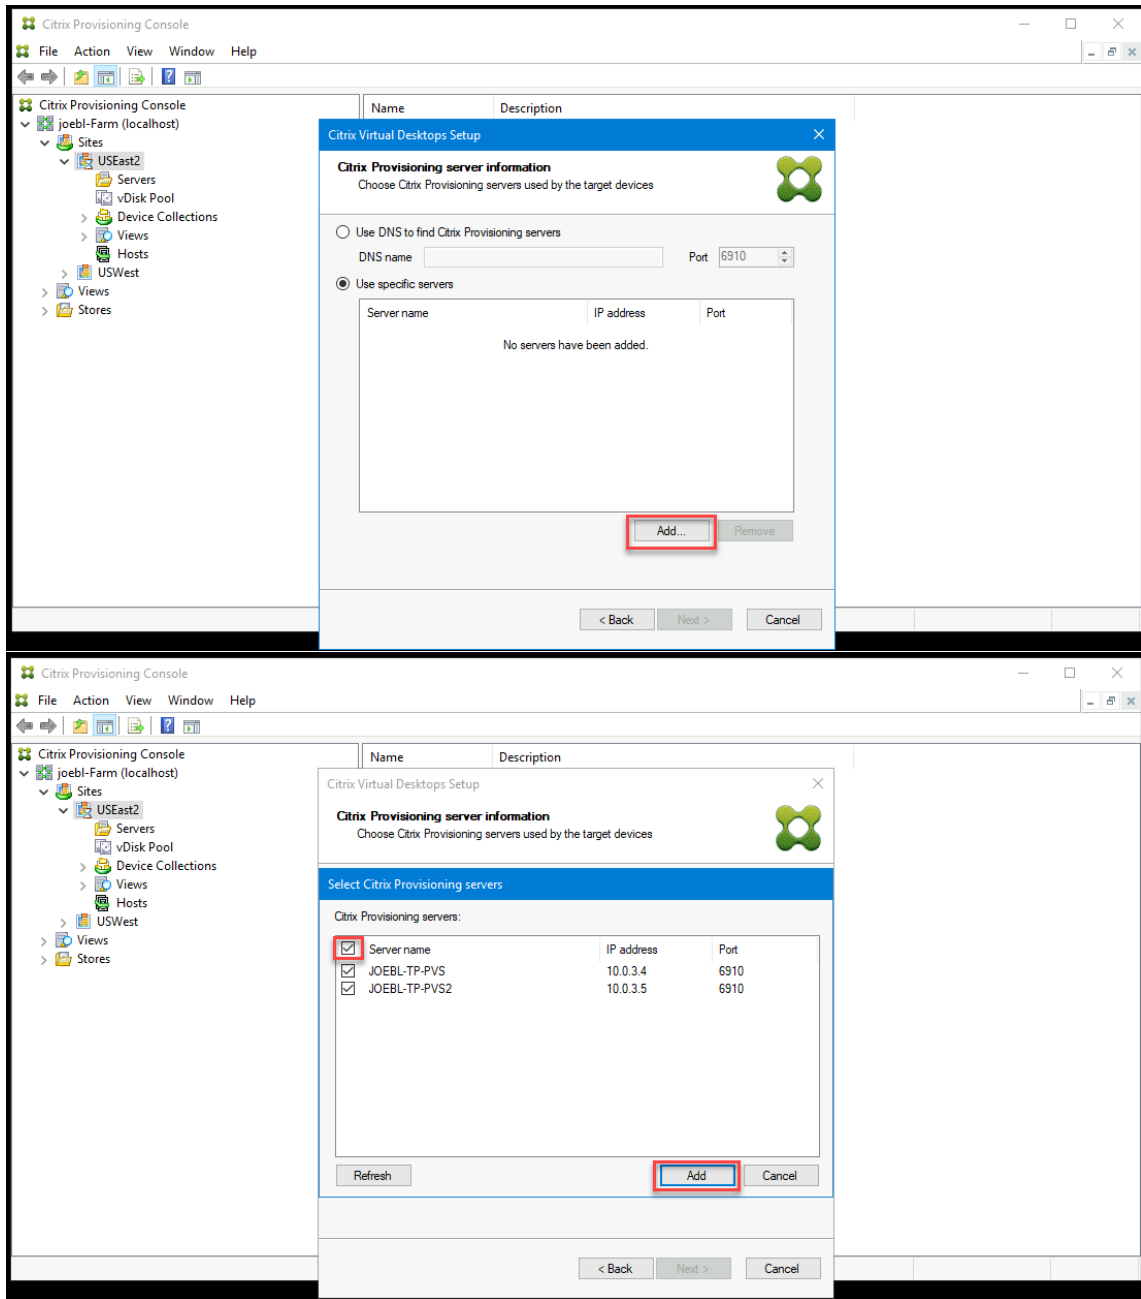 Citrix Provisioning Console
File Action View Window Help
Citrix Provisioning Console
joebl-Farm (localhost)
Sites
USEast2
Servers
vDisk Pool
Device Collections
Views
Hosts
USWest
Views
Stores
Name Description
Citrix Virtual Desktops Setup
Citrix Provisioning server information
Choose Citrix Provisioning servers used by the target devices
Use DNS to find Citrix Provisioning servers
DNS name Port 6910
Use specific servers
Server name IP address Port
No servers have been added.
Add... Remove
< Back Next > Cancel
Citrix Provisioning Console
File Action View Window Help
Citrix Provisioning Console
joebl-Farm (localhost)
Sites
USEast2
Servers
vDisk Pool
Device Collections
Views
Hosts
USWest
Views
Stores
Name Description
Citrix Virtual Desktops Setup
Citrix Provisioning server information
Choose Citrix Provisioning servers used by the target devices
Select Citrix Provisioning servers
Citrix Provisioning servers:
Server name IP address Port
JOEBL-TP-PVS 10.0.3.4 6910
JOEBL-TP-PVS2 10.0.3.5 6910
Refresh Add Cancel
< Back Next > Cancel